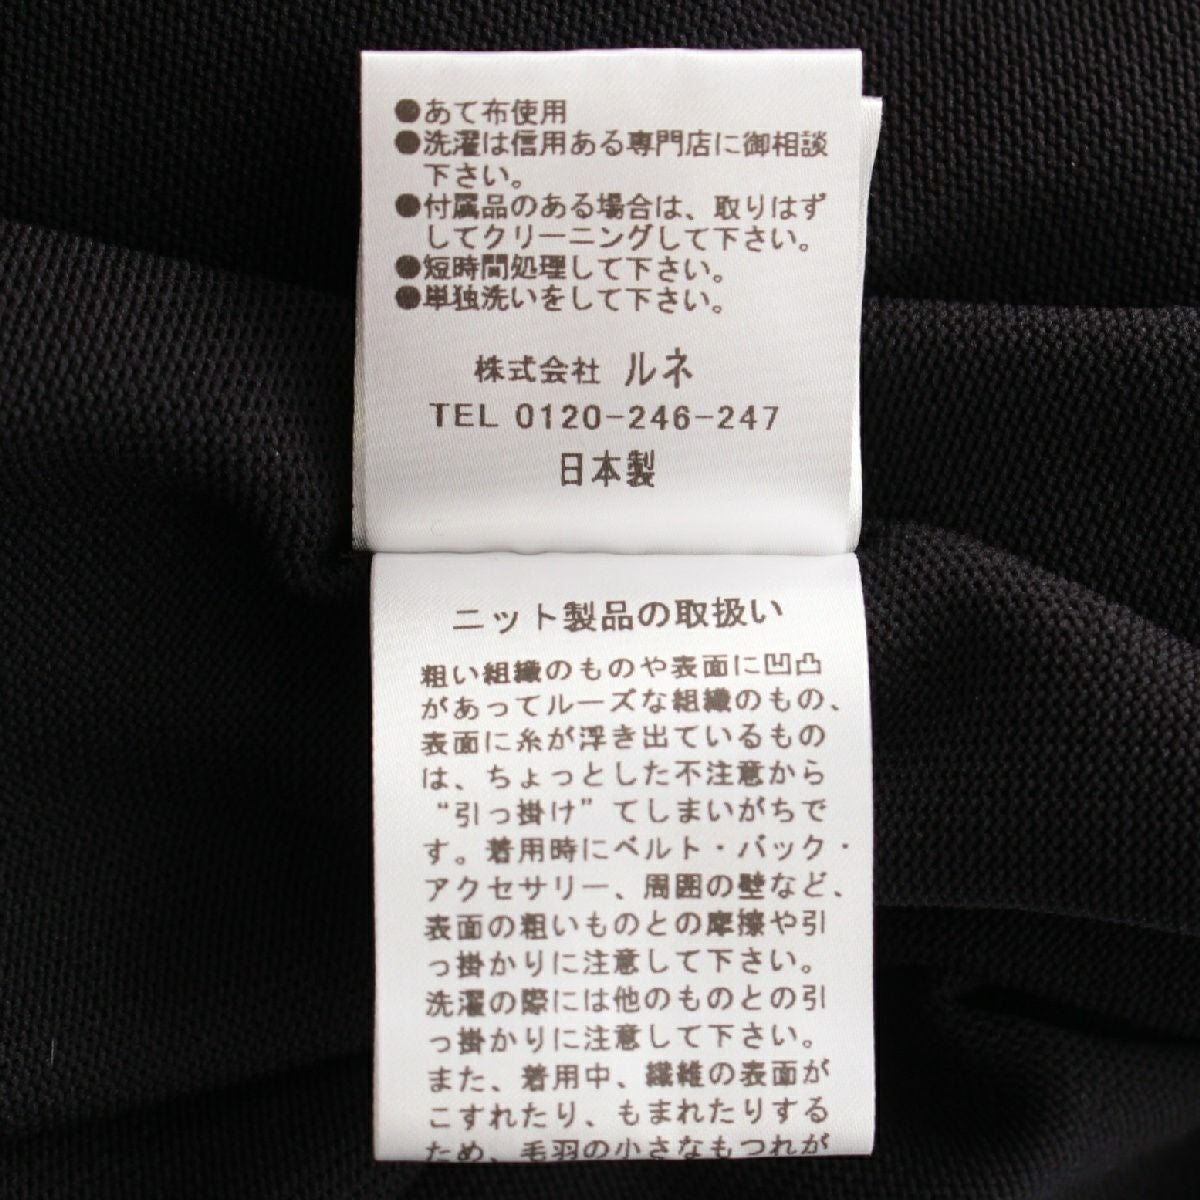 ●あて布使用
●洗濯は信用ある専門店に御相談
下さい。
●付属品のある場合は、取りはず
してクリーニングして下さい。
●短時間処理して下さい。
●単独洗いをして下さい。
株式会社 ルネ
TEL 0120-246-247
日本製
ニット製品の取扱い
粗い組織のものや表面に凹凸
があってルーズな組織のもの、
表面に糸が浮き出ているもの
は、ちょっとした不注意から
“引っ掛け”てしまいがちで
す。着用時にベルト・バック・
アクセサリー、周囲の壁など、
表面の粗いものとの摩擦や引
っ掛かりに注意して下さい。
洗濯の際には他のものとの引
っ掛かりに注意して下さい。
また、着用中、繊維の表面が
こすれたり、もまれたりする
ため、毛羽の小さなもつれが